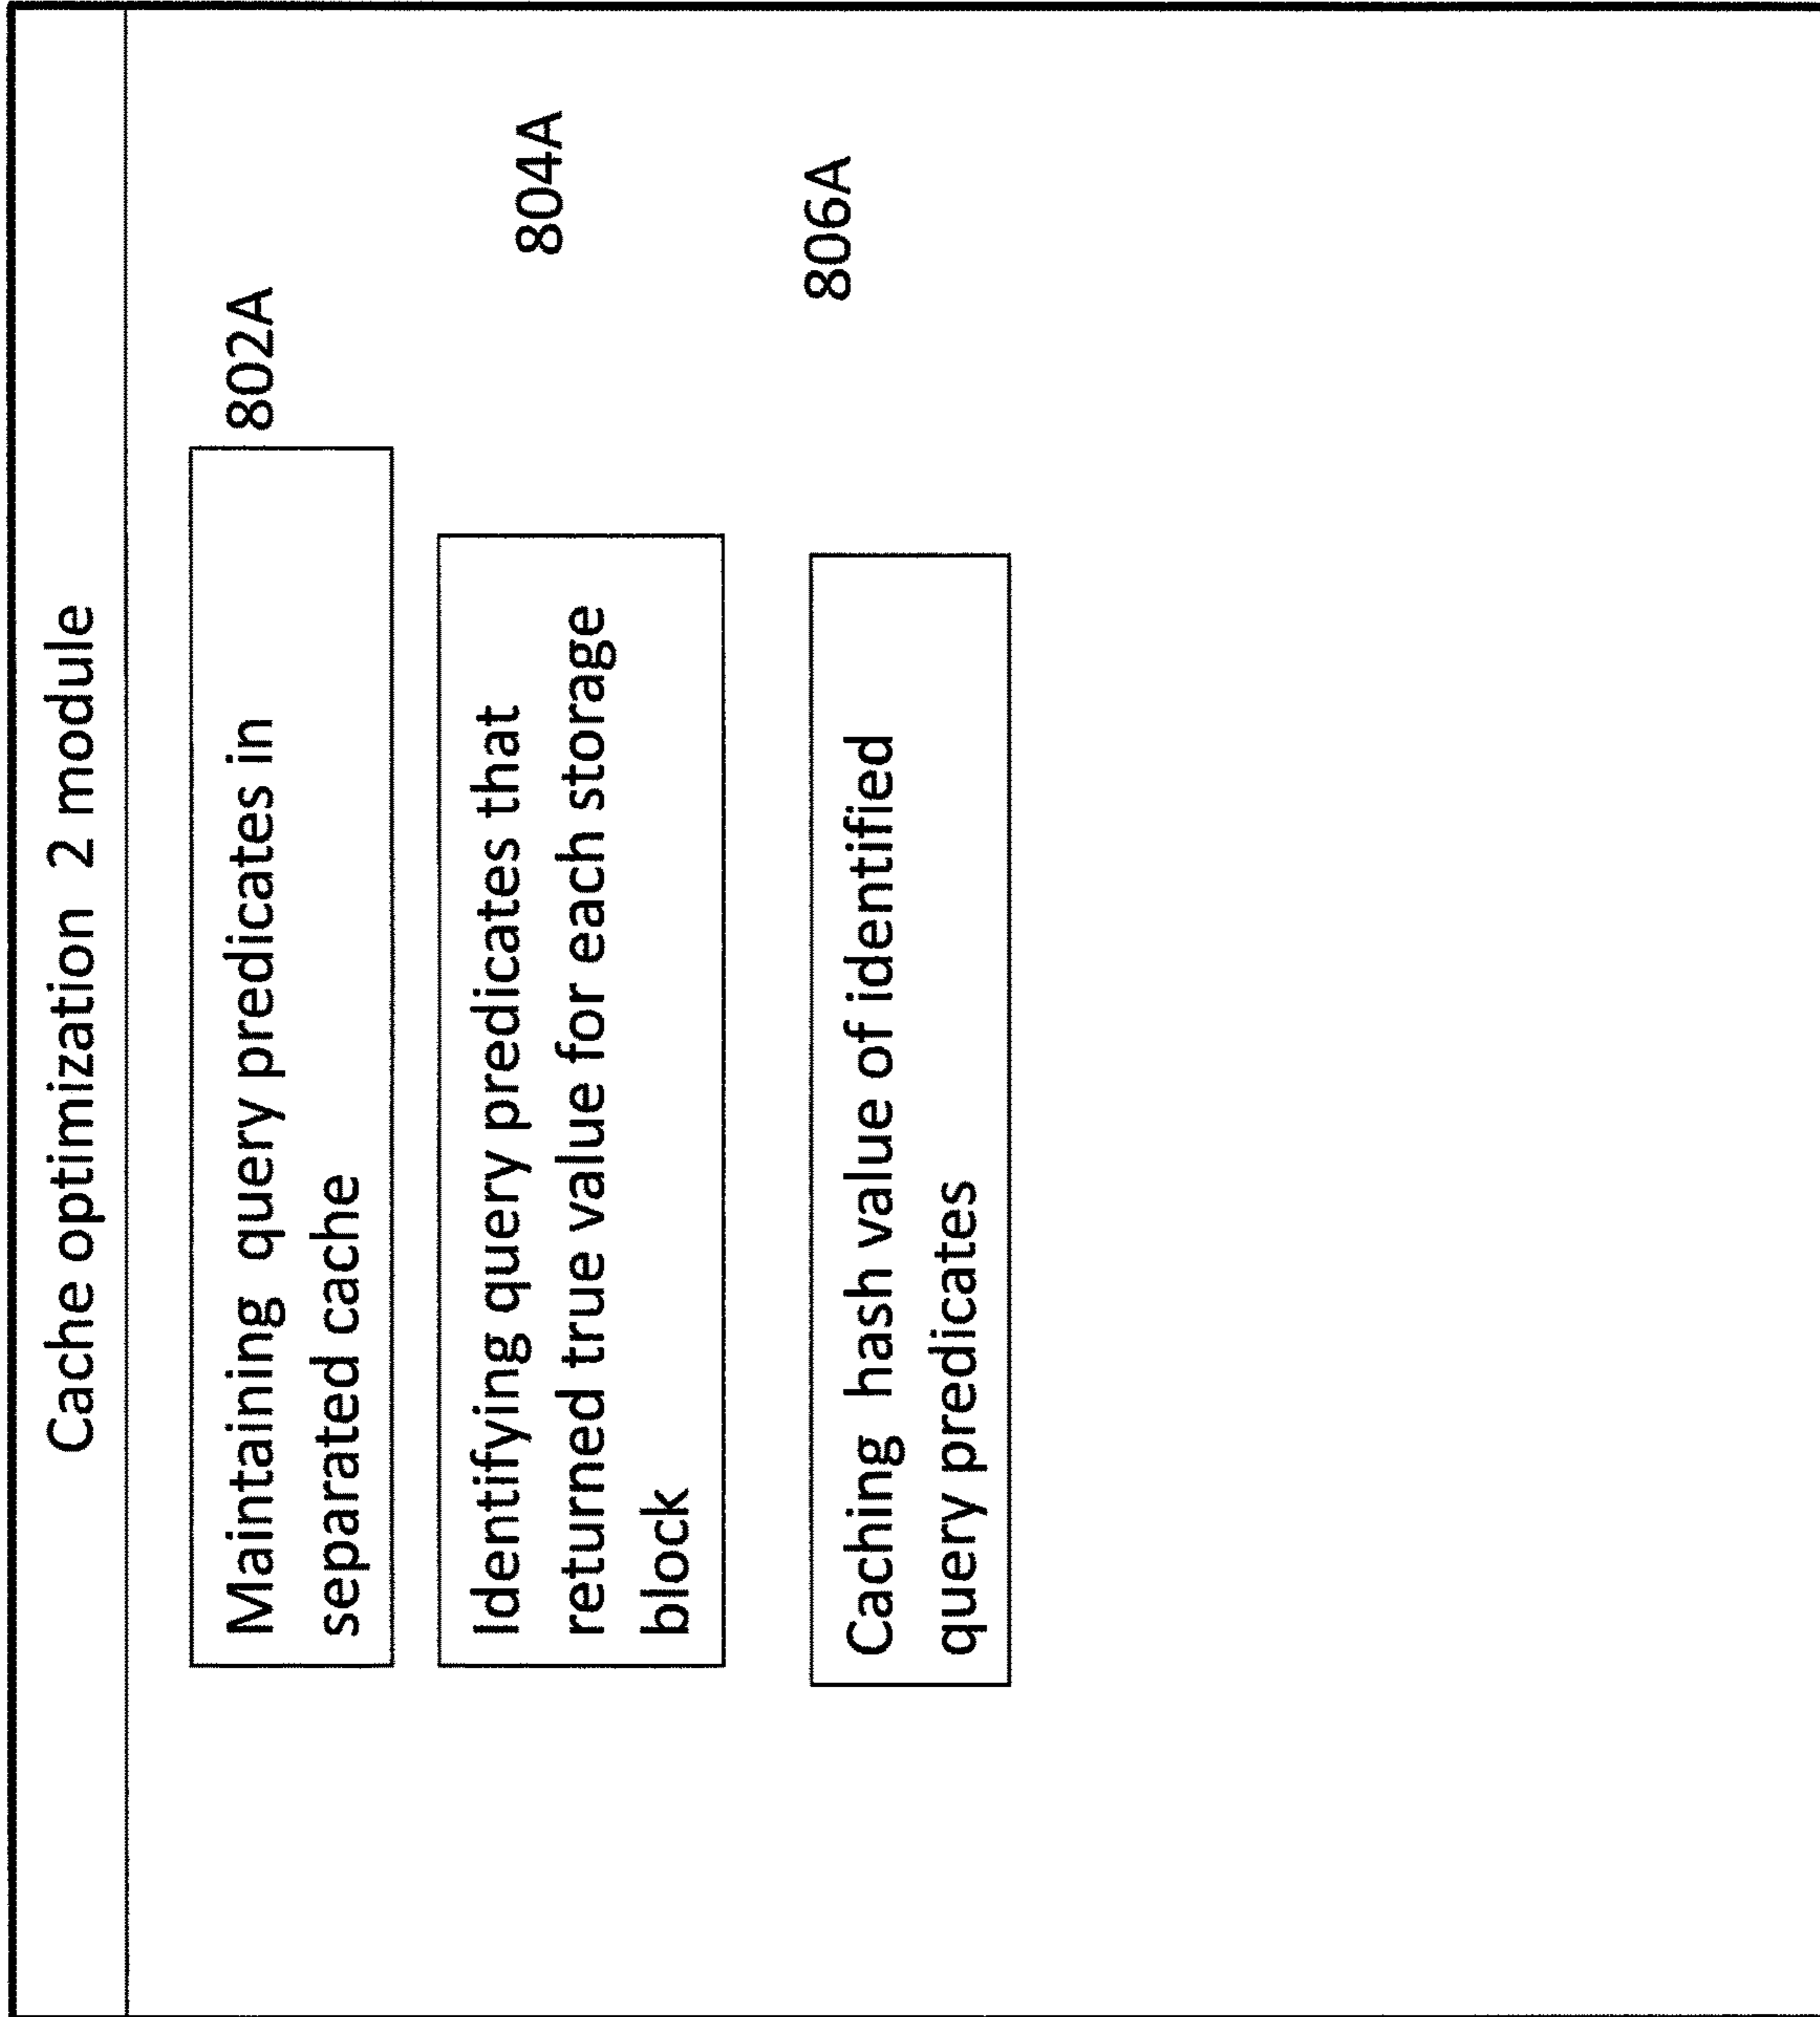 Cache optimization 2 module
Maintaining query predicates in
separated cache
802A
Identifying query predicates that
returned true value for each storage
block
804A
Caching hash value of identified
query predicates
806A